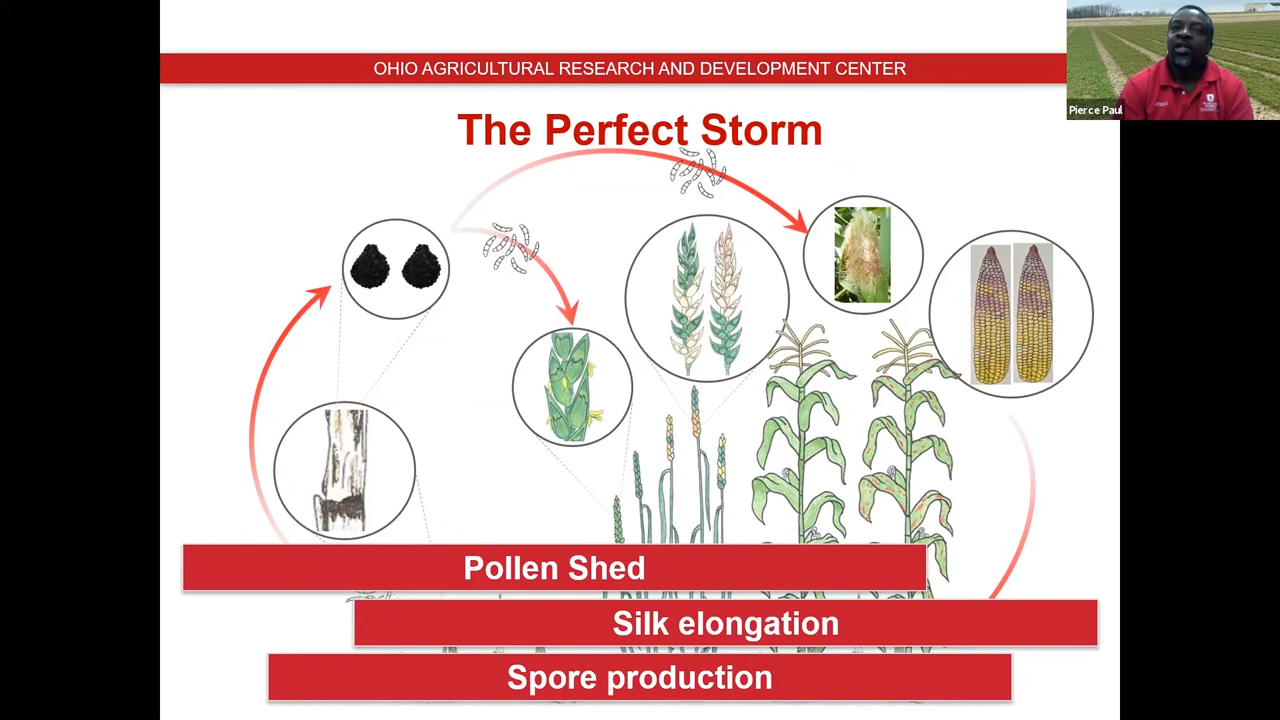 OHIO AGRICULTURAL RESEARCH AND DEVELOPMENT CENTER
Pierce Paul
The Perfect Storm
Pollen Shed
Silk elongation
Spore production